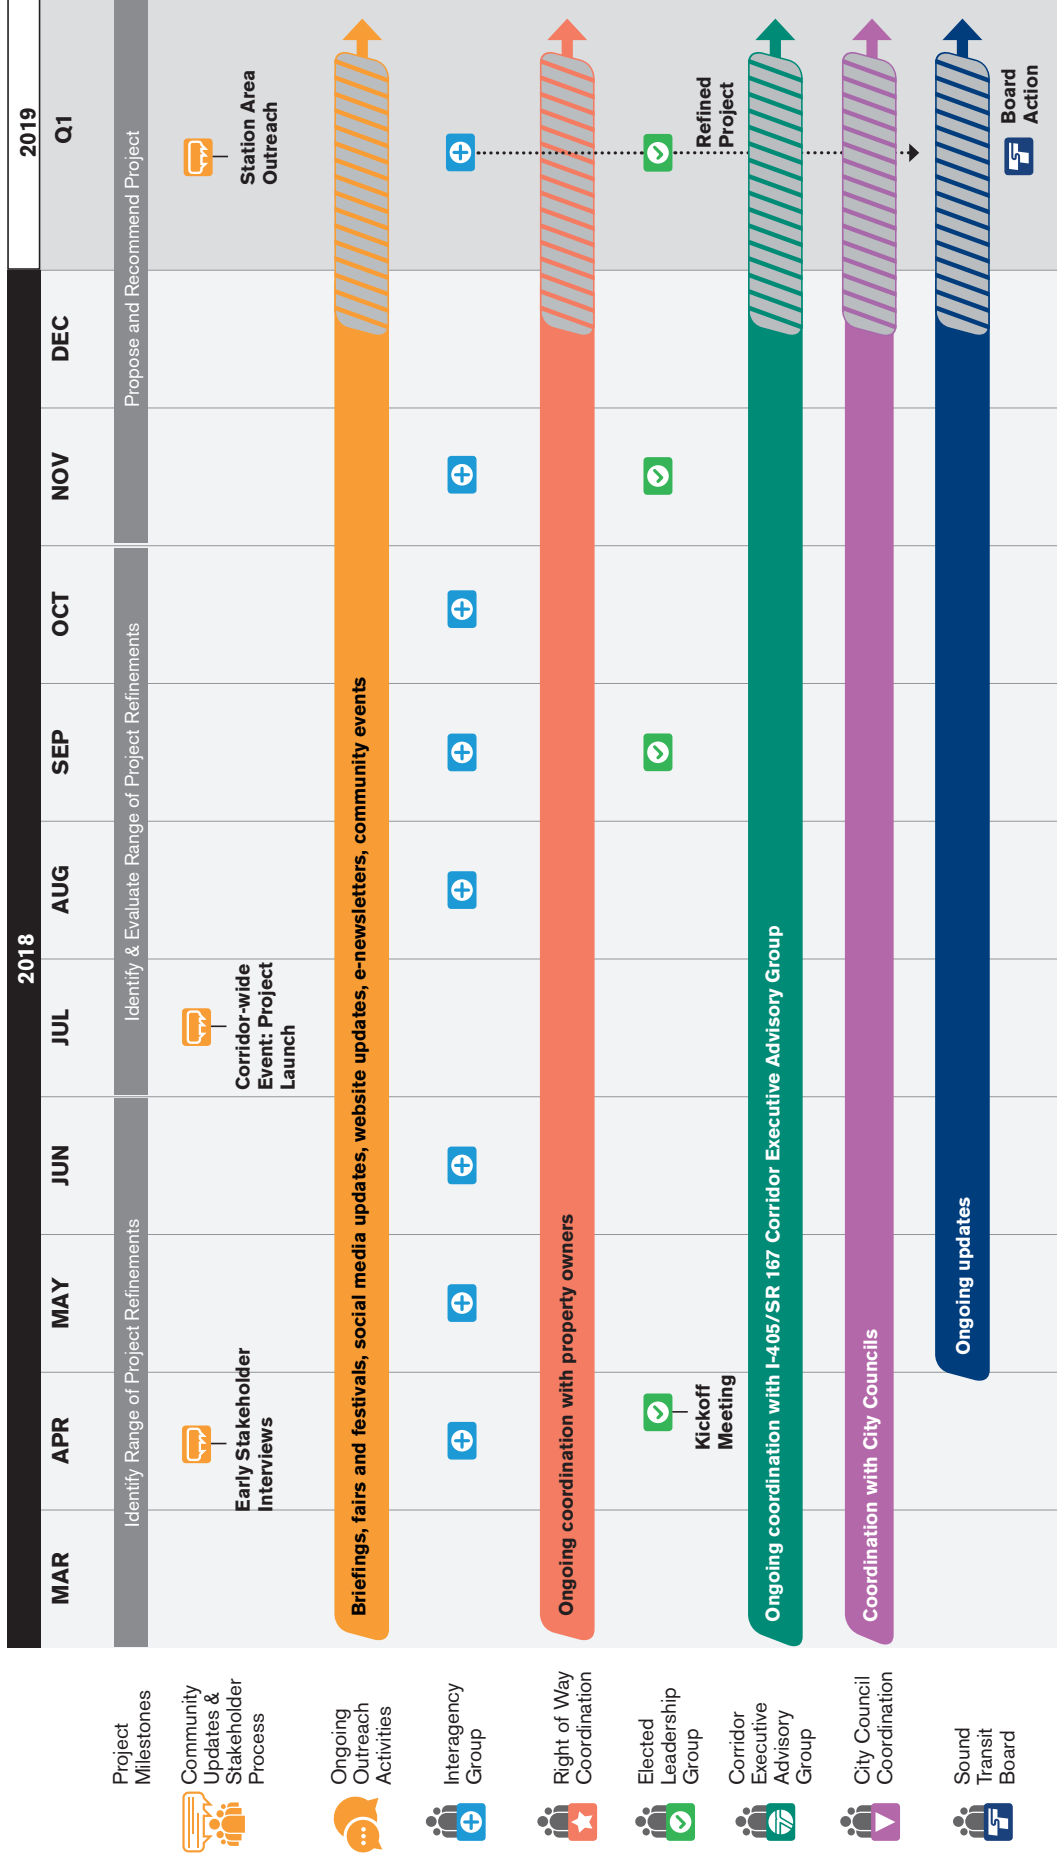 2018
2019
MAR
APR
MAY
JUN
JUL
AUG
SEP
OCT
NOV
DEC
Q1
Project
Milestones
Identify Range of Project Refinements
Identify & Evaluate Range of Project Refinements
Propose and Recommend Project
Community
Updates &
Stakeholder
Process
Early Stakeholder
Interviews
Corridor-wide
Event: Project
Launch
Station Area
Outreach
Ongoing
Outreach
Activities
Briefings, fairs and festivals, social media updates, website updates, e-newsletters, community events
Interagency
Group
Right of Way
Coordination
Ongoing coordination with property owners
Elected
Leadership
Group
Kickoff
Meeting
Refined
Project
Corridor
Executive
Advisory
Group
Ongoing coordination with I-405/SR 167 Corridor Executive Advisory Group
City Council
Coordination
Coordination with City Councils
Sound
Transit
Board
Ongoing updates
Board
Action